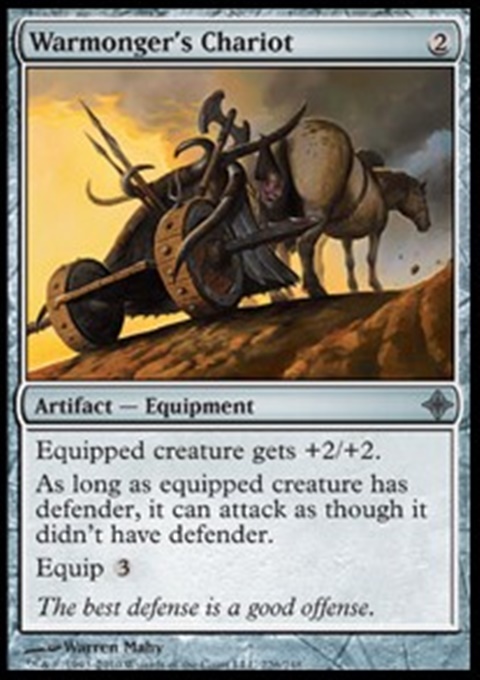 Warmonger's Chariot 2
Artifact — Equipment
Equipped creature gets +2/+2.
As long as equipped creature has
defender, it can attack as though it
didn't have defender.
Equip 3
The best defense is a good offense.
Warren Mahy